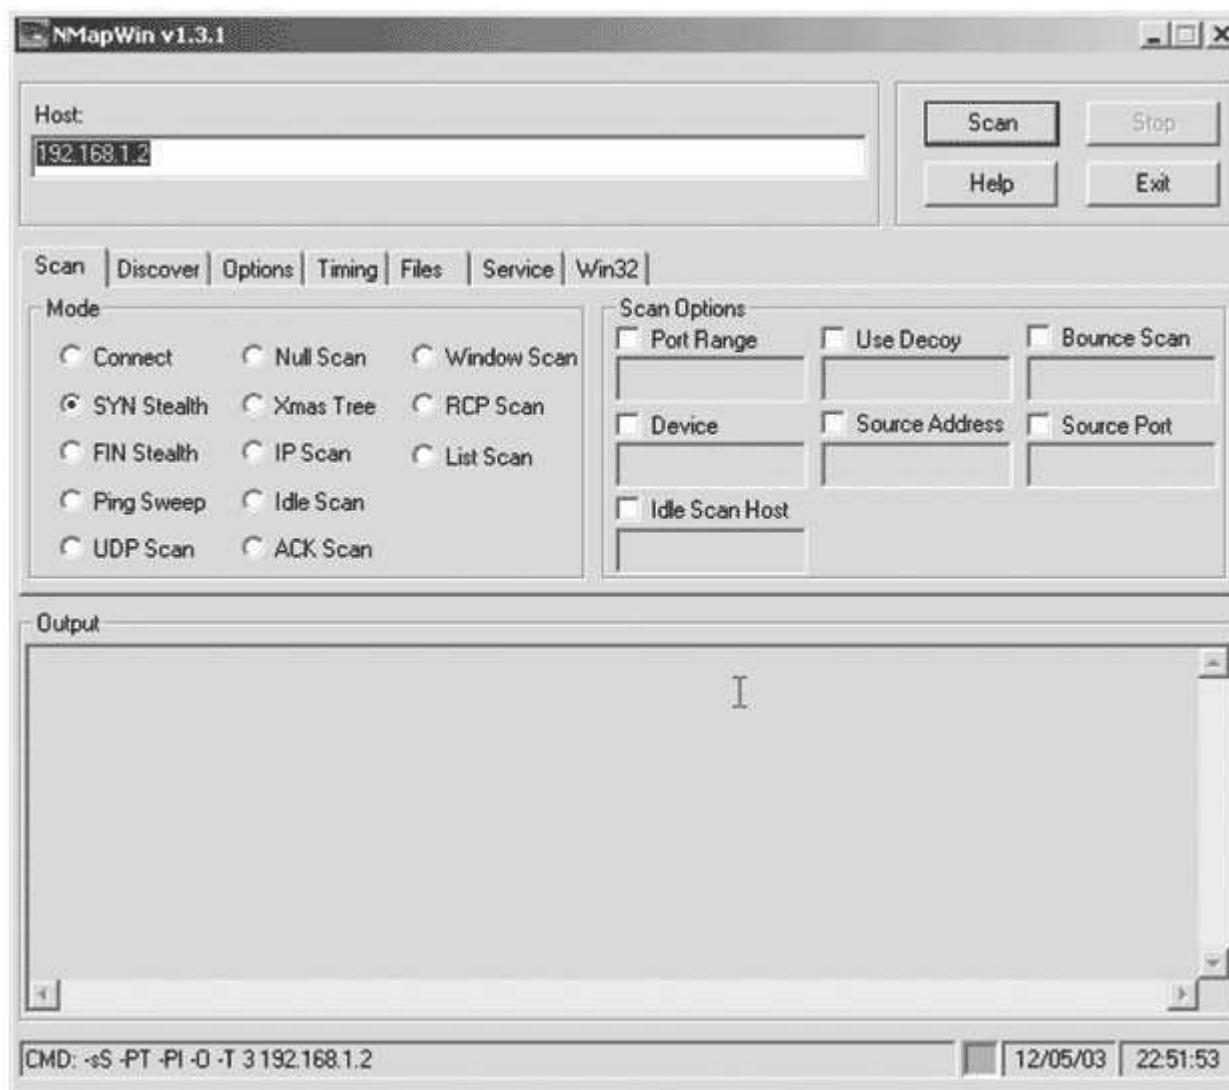 NMapWin v1.3.1
Host:
192.168.1.2
Scan Stop
Help Exit
Scan Discover Options Timing Files Service Win32
Mode
Connect Null Scan Window Scan
SYN Stealth Xmas Tree RCP Scan
FIN Stealth IP Scan List Scan
Ping Sweep Idle Scan
UDP Scan ACK Scan
Scan Options
Port Range Use Decoy Bounce Scan
Device Source Address Source Port
Idle Scan Host
Output
CMD: -sS -PT -PI -O -T 3 192.168.1.2 12/05/03 22:51:53